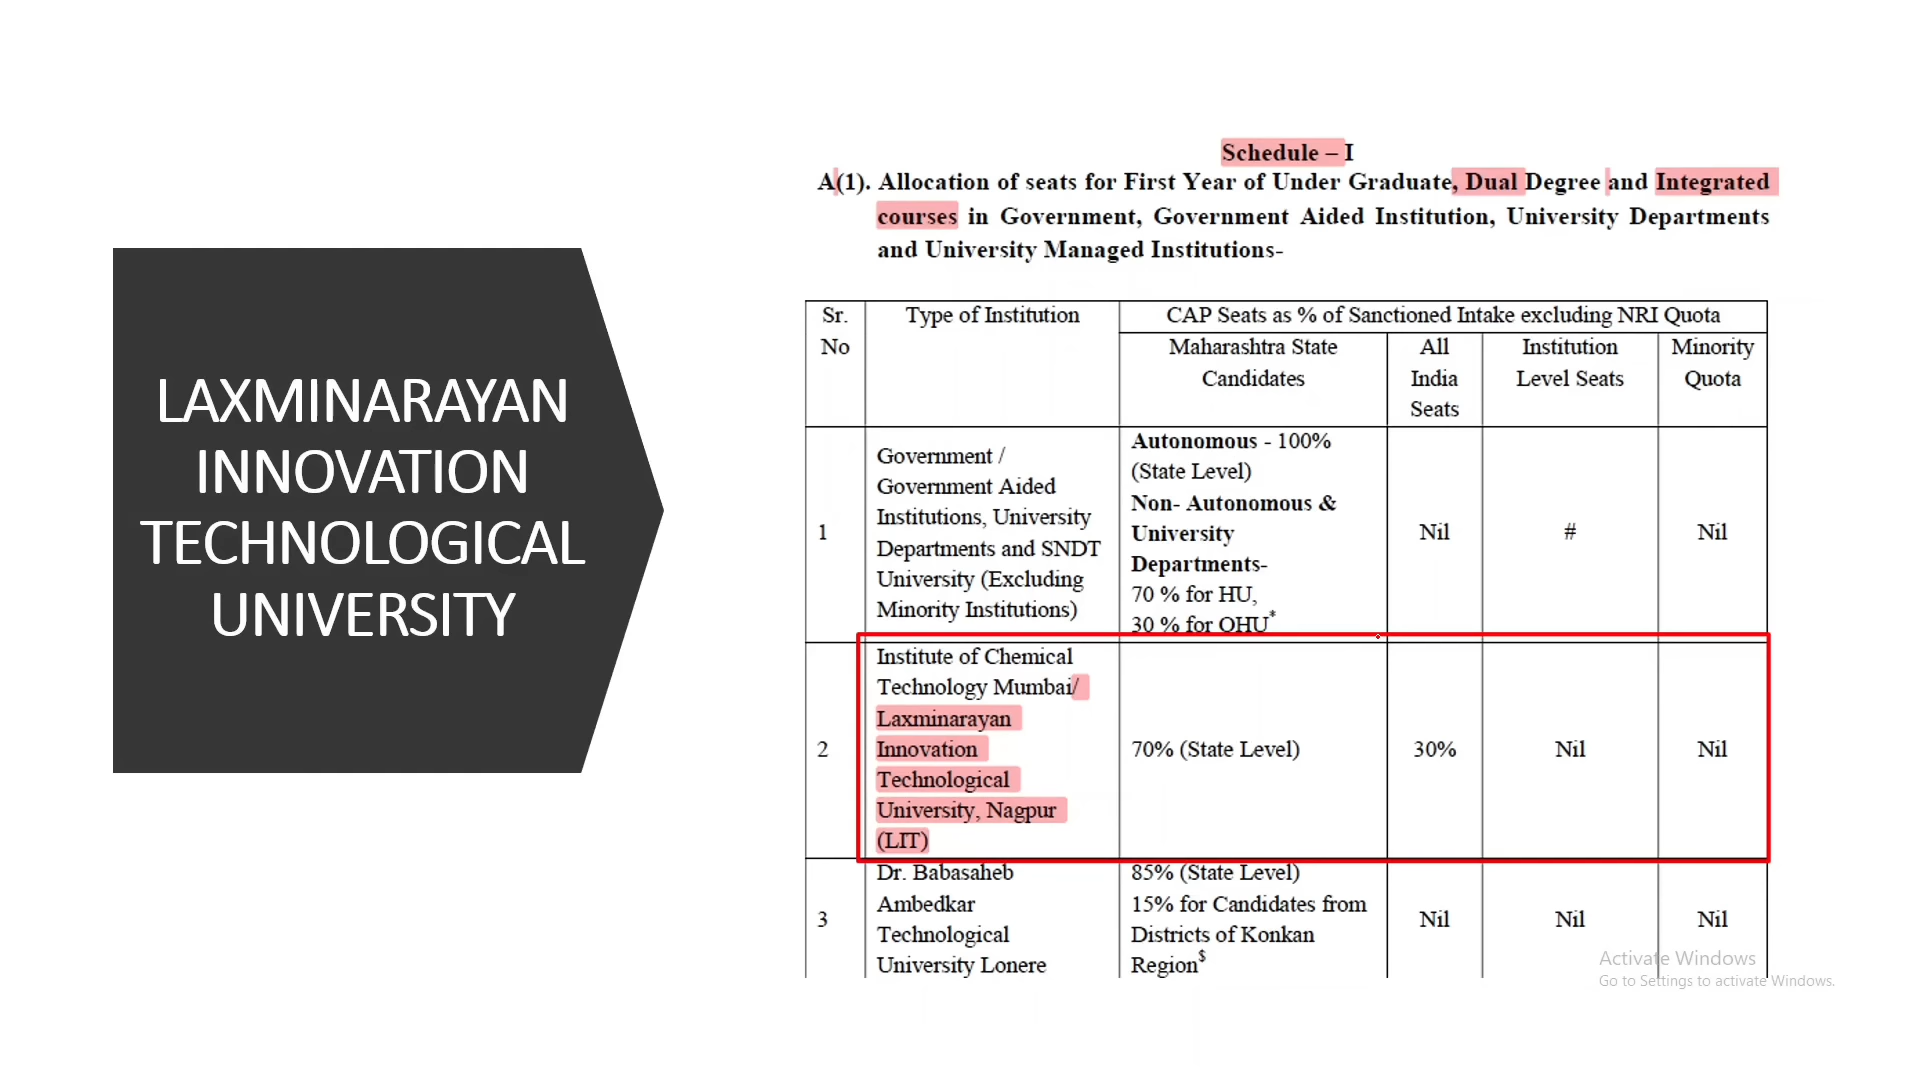 LAXMINARAYAN
INNOVATION
TECHNOLOGICAL
UNIVERSITY
Schedule – I
A(1). Allocation of seats for First Year of Under Graduate, Dual Degree and Integrated
courses in Government, Government Aided Institution, University Departments
and University Managed Institutions-
Sr.
No
Type of Institution
CAP Seats as % of Sanctioned Intake excluding NRI Quota
Maharashtra State
Candidates
All
India
Seats
Institution
Level Seats
Minority
Quota
1
Government /
Government Aided
Institutions, University
Departments and SNDT
University (Excluding
Minority Institutions)
Autonomous - 100%
(State Level)
Non- Autonomous &
University
Departments-
70 % for HU,
30 % for OHU*
Nil
#
Nil
2
Institute of Chemical
Technology Mumbai/
Laxminarayan
Innovation
Technological
University, Nagpur
(LIT)
70% (State Level)
30%
Nil
Nil
3
Dr. Babasaheb
Ambedkar
Technological
University Lonere
85% (State Level)
15% for Candidates from
Districts of Konkan
Region$
Nil
Nil
Nil
Activate Windows
Go to Settings to activate Windows.